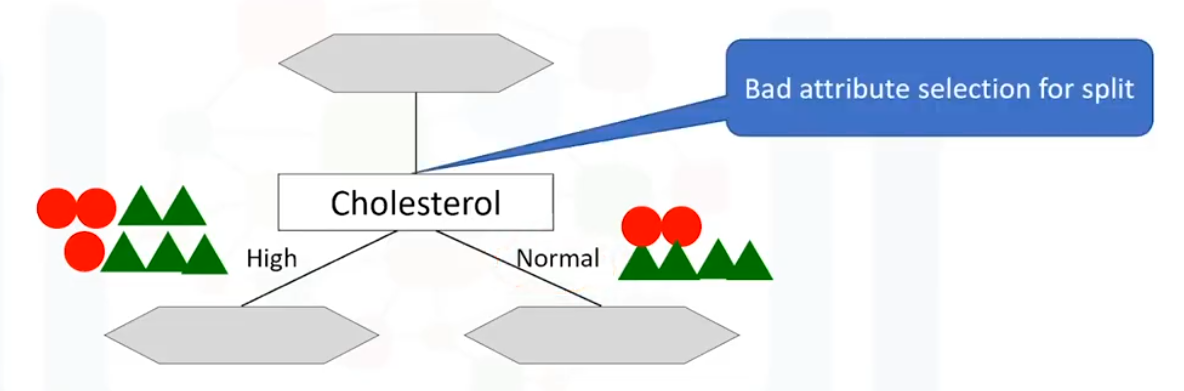 Bad attribute selection for split
Cholesterol
High
Normal